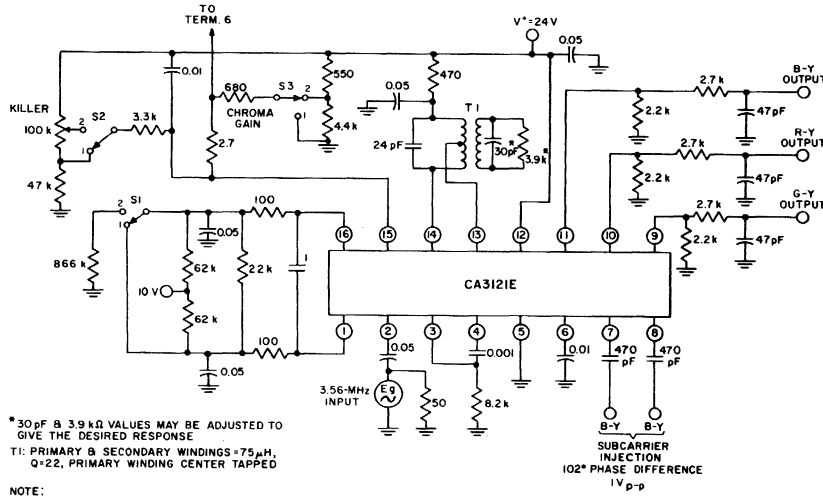 TO
TERM. 6
V⁺=24V
0.05
0.01
680
S3
2
1
CHROMA
GAIN
550
4.4k
470
0.05
T1
24 pF
30pF*
3.9k*
KILLER
100k
S2
2
1
3.3k
2.7
47k
2.7k
B-Y
OUTPUT
2.2k
47pF
2.7k
R-Y
OUTPUT
2.2k
47pF
2.7k
G-Y
OUTPUT
2.2k
47pF
2
S1
1
100
0.05
866 k
62k
22k
1
10V
62k
100
0.05
16
15
14
13
12
11
10
9
CA3121E
1
2
3
4
5
6
7
8
0.05
0.001
0.01
470
pF
470
pF
3.56-MHz
INPUT
Eg
50
8.2k
B-Y
B-Y
SUBCARRIER
INJECTION
102° PHASE DIFFERENCE
1Vp-p
*30pF & 3.9kΩ VALUES MAY BE ADJUSTED TO
GIVE THE DESIRED RESPONSE
T1: PRIMARY & SECONDARY WINDINGS=75μH,
Q=22, PRIMARY WINDING CENTER TAPPED
NOTE: